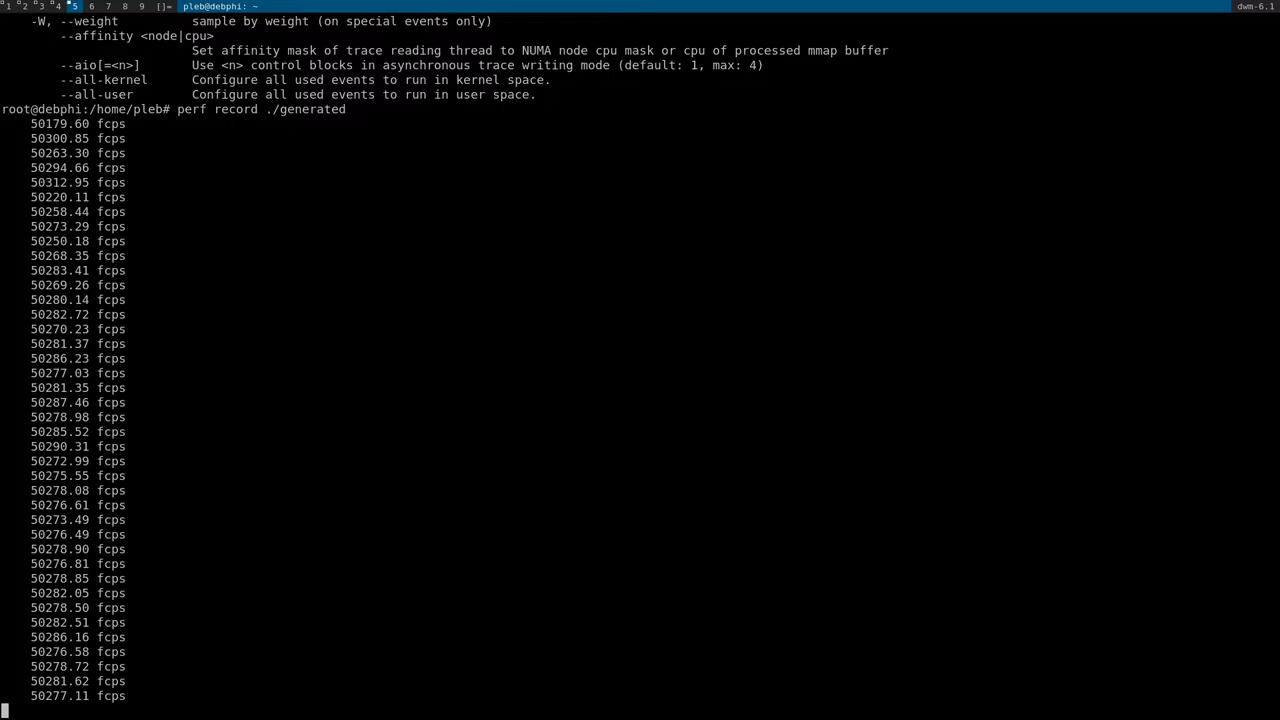 1 2 3 4 5 6 7 8 9 []= pleb@debphi: ~ dwm-6.1
-W, --weight sample by weight (on special events only)
--affinity <node|cpu>
Set affinity mask of trace reading thread to NUMA node cpu mask or cpu of processed mmap buffer
--aio[=<n>] Use <n> control blocks in asynchronous trace writing mode (default: 1, max: 4)
--all-kernel Configure all used events to run in kernel space.
--all-user Configure all used events to run in user space.
root@debphi:/home/pleb# perf record ./generated
50179.60 fcps
50300.85 fcps
50263.30 fcps
50294.66 fcps
50312.95 fcps
50220.11 fcps
50258.44 fcps
50273.29 fcps
50250.18 fcps
50268.35 fcps
50283.41 fcps
50269.26 fcps
50280.14 fcps
50282.72 fcps
50270.23 fcps
50281.37 fcps
50286.23 fcps
50277.03 fcps
50281.35 fcps
50287.46 fcps
50278.98 fcps
50285.52 fcps
50290.31 fcps
50272.99 fcps
50275.55 fcps
50278.08 fcps
50276.61 fcps
50273.49 fcps
50276.49 fcps
50278.90 fcps
50276.81 fcps
50278.85 fcps
50282.05 fcps
50278.50 fcps
50282.51 fcps
50286.16 fcps
50276.58 fcps
50278.72 fcps
50281.62 fcps
50277.11 fcps